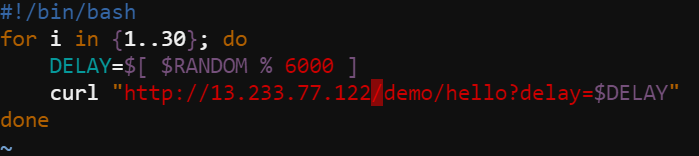 #!/bin/bash
for i in {1..30}; do
    DELAY=$[ $RANDOM % 6000 ]
    curl "http://13.233.77.122/demo/hello?delay=$DELAY"
done
~